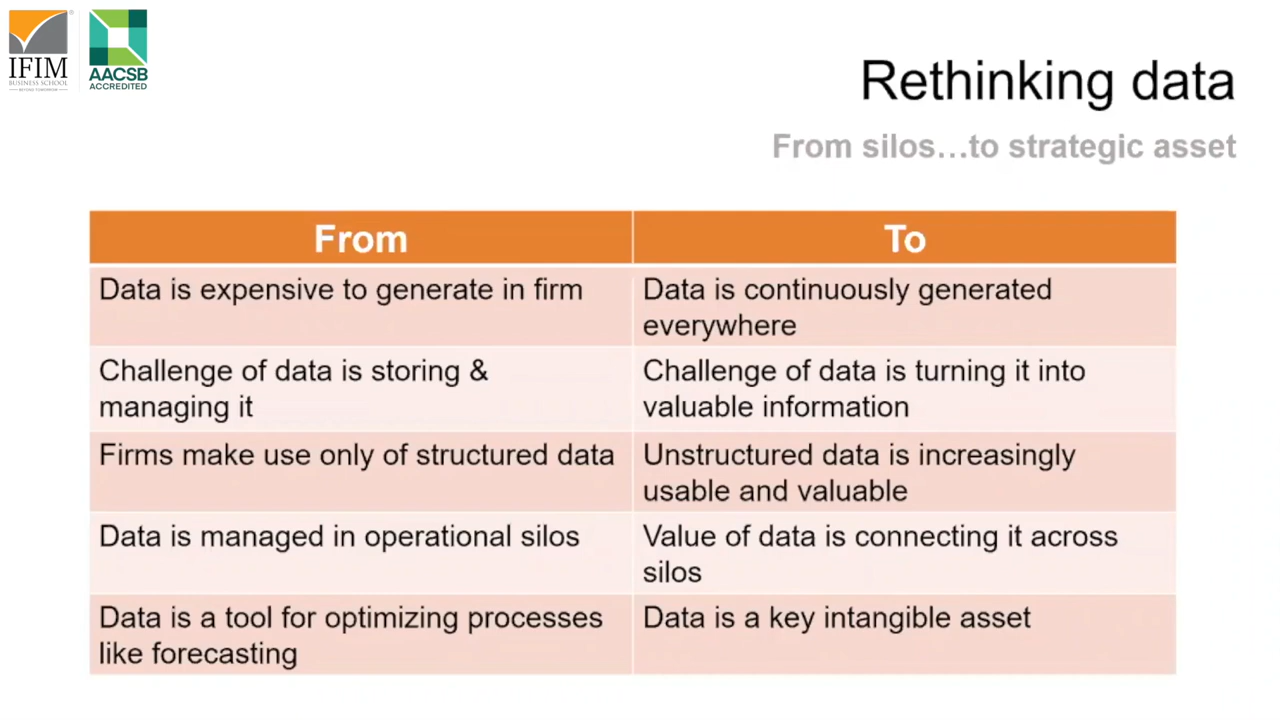 IFIM
BUSINESS SCHOOL
BEYOND TOMORROW
AACSB
ACCREDITED
Rethinking data
From silos…to strategic asset
From
To
Data is expensive to generate in firm
Data is continuously generated
everywhere
Challenge of data is storing &
managing it
Challenge of data is turning it into
valuable information
Firms make use only of structured data
Unstructured data is increasingly
usable and valuable
Data is managed in operational silos
Value of data is connecting it across
silos
Data is a tool for optimizing processes
like forecasting
Data is a key intangible asset